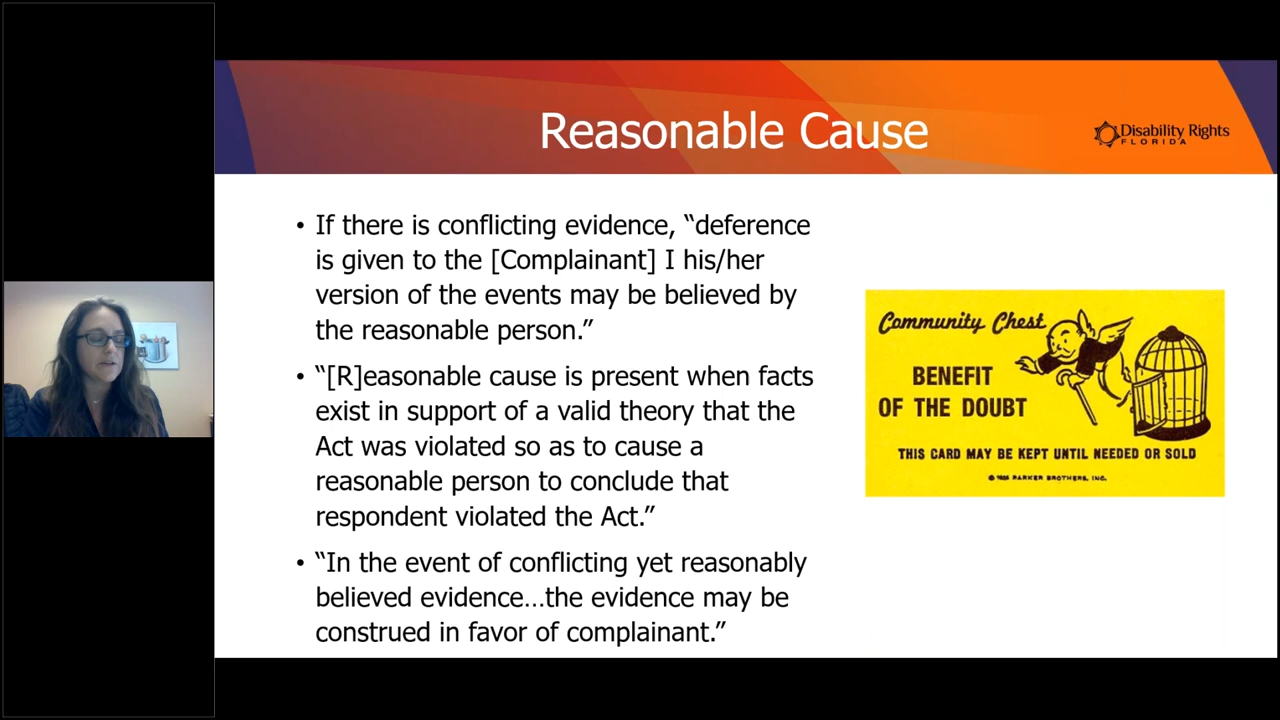 Reasonable Cause
Disability Rights
FLORIDA
• If there is conflicting evidence, “deference
is given to the [Complainant] I his/her
version of the events may be believed by
the reasonable person.”
• “[R]easonable cause is present when facts
exist in support of a valid theory that the
Act was violated so as to cause a
reasonable person to conclude that
respondent violated the Act.”
• “In the event of conflicting yet reasonably
believed evidence...the evidence may be
construed in favor of complainant.”
Community Chest
BENEFIT
OF THE DOUBT
THIS CARD MAY BE KEPT UNTIL NEEDED OR SOLD
PARKER BROTHERS, INC.